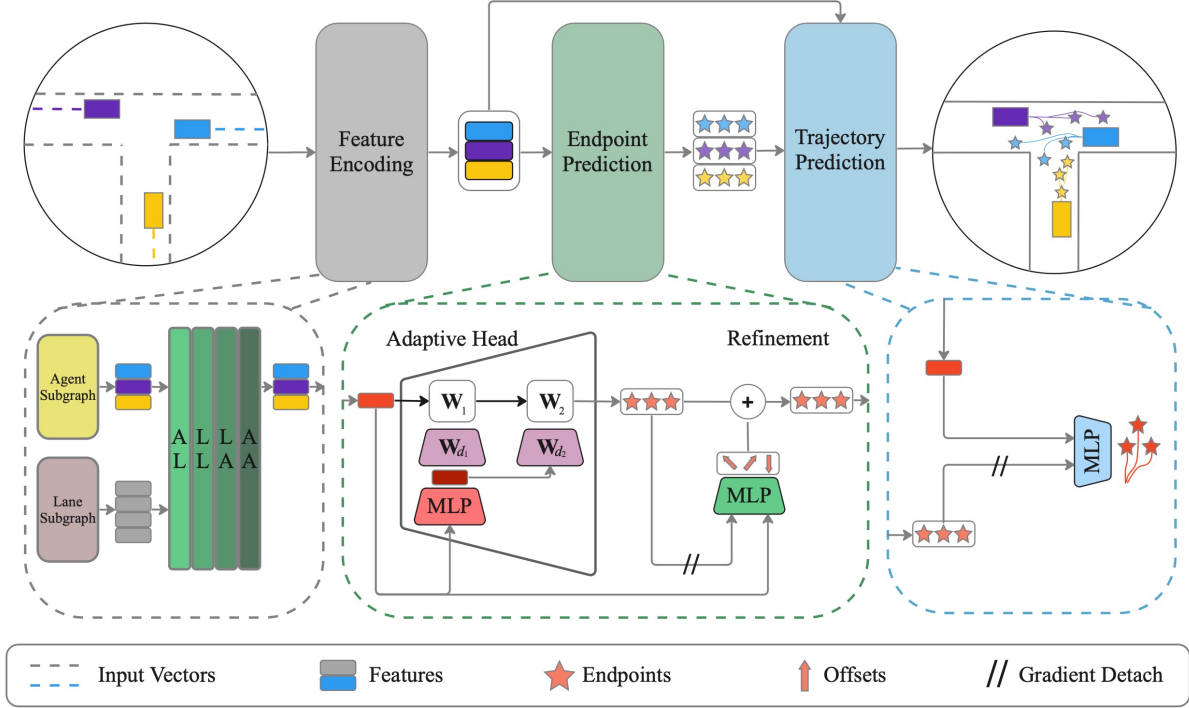 Feature
Encoding
Endpoint
Prediction
Trajectory
Prediction
Agent
Subgraph
Lane
Subgraph
A L L A
L L A A
Adaptive Head
Refinement
W1
W2
Wd1
Wd2
MLP
+
MLP
MLP
//
//
Input Vectors
Features
Endpoints
Offsets
// Gradient Detach